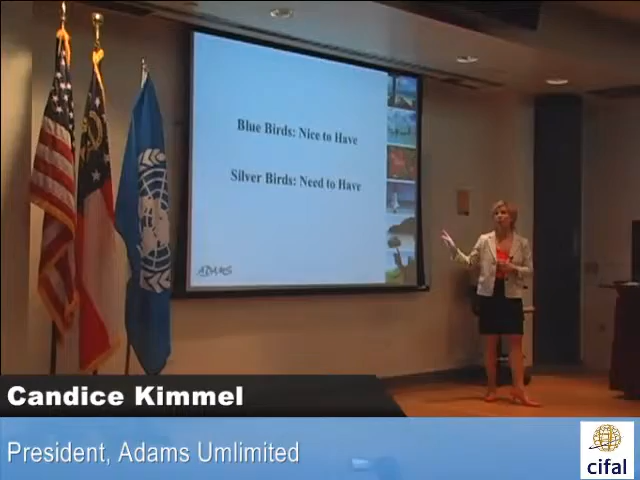 Blue Birds: Nice to Have
Silver Birds: Need to Have
ADAMS
Candice Kimmel
President, Adams Umlimited
cifal